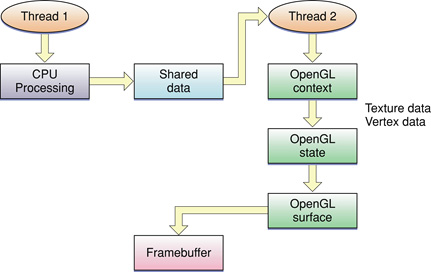 Thread 1
Thread 2
CPU
Processing
Shared
data
OpenGL
context
Texture data
Vertex data
OpenGL
state
OpenGL
surface
Framebuffer